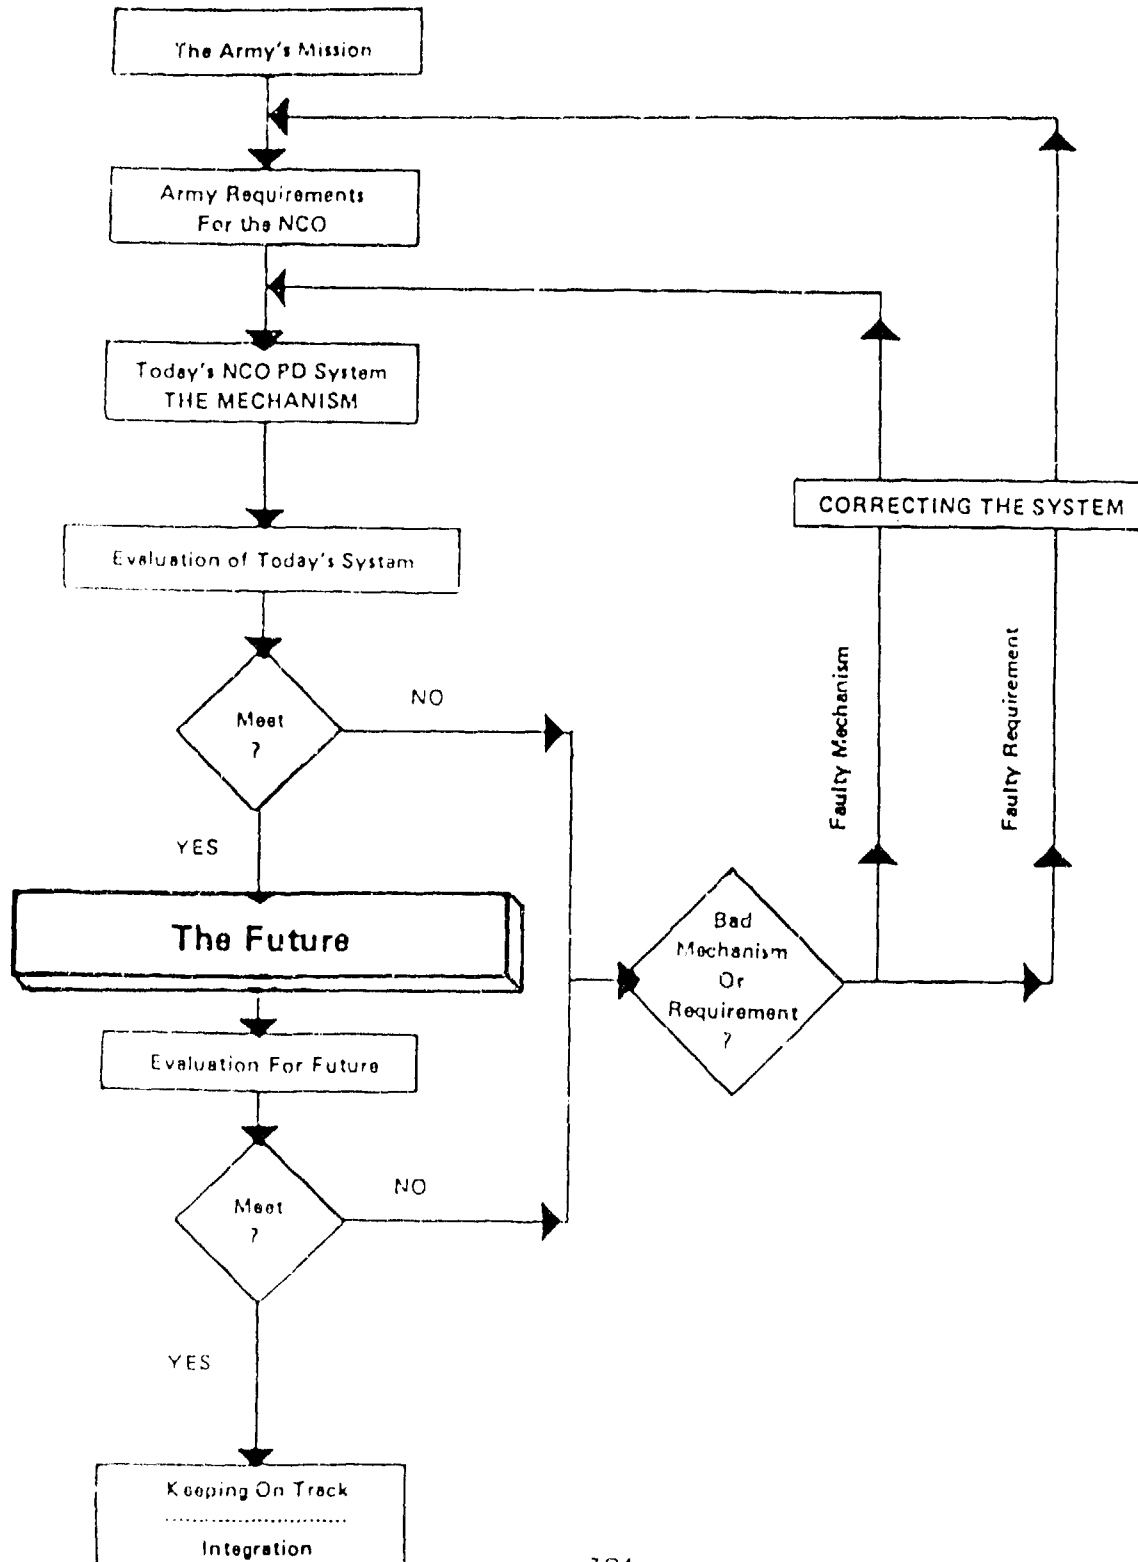 The Army's Mission
Army Requirements
For the NCO
Today's NCO PD System
THE MECHANISM
CORRECTING THE SYSTEM
Evaluation of Today's System
Meet
?
NO
YES
Faulty Mechanism
Faulty Requirement
The Future
Bad
Mechanism
Or
Requirement
?
Evaluation For Future
Meet
?
NO
YES
Keeping On Track
Integration